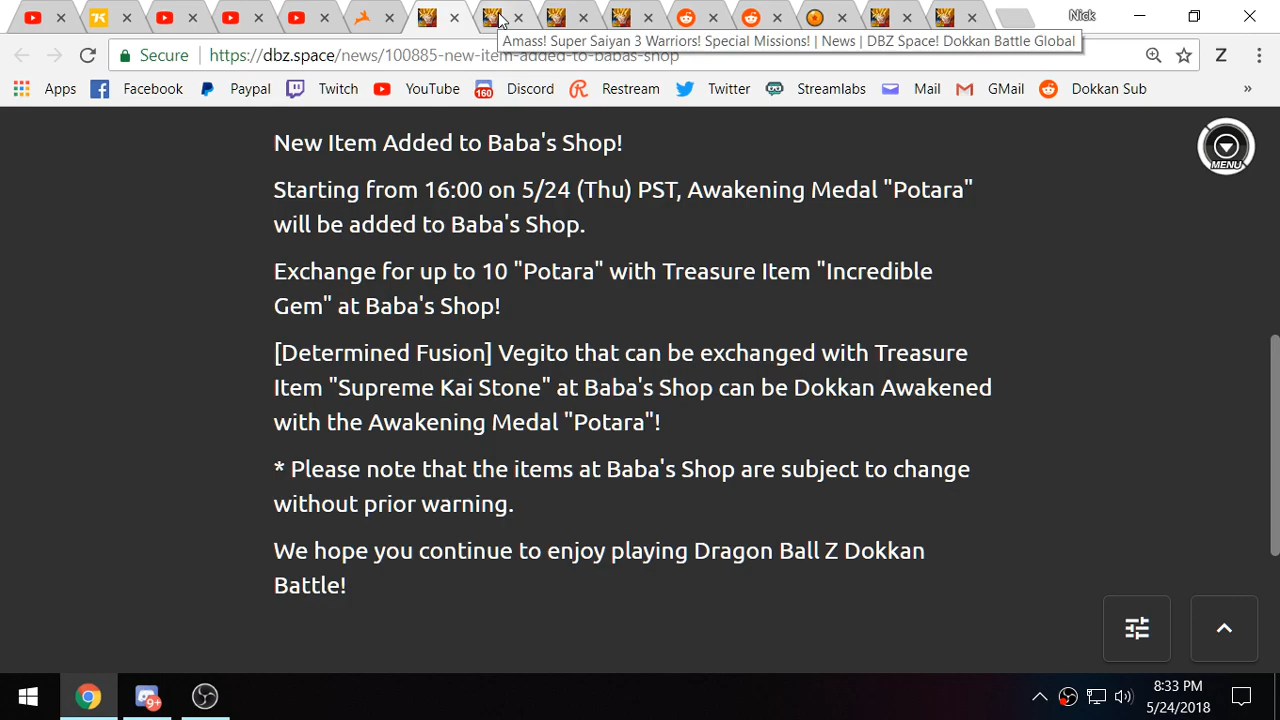 Nick
Amass! Super Saiyan 3 Warriors! Special Missions! | News | DBZ Space! Dokkan Battle Global
Secure
https://dbz.space/news/100885-new-item-added-to-babas-shop
Z
Apps Facebook Paypal Twitch YouTube 160 Discord Restream Twitter Streamlabs Mail GMail Dokkan Sub »
New Item Added to Baba's Shop!
MENU
Starting from 16:00 on 5/24 (Thu) PST, Awakening Medal "Potara"
will be added to Baba's Shop.
Exchange for up to 10 "Potara" with Treasure Item "Incredible
Gem" at Baba's Shop!
[Determined Fusion] Vegito that can be exchanged with Treasure
Item "Supreme Kai Stone" at Baba's Shop can be Dokkan Awakened
with the Awakening Medal "Potara"!
* Please note that the items at Baba's Shop are subject to change
without prior warning.
We hope you continue to enjoy playing Dragon Ball Z Dokkan
Battle!
9+
8:33 PM
5/24/2018